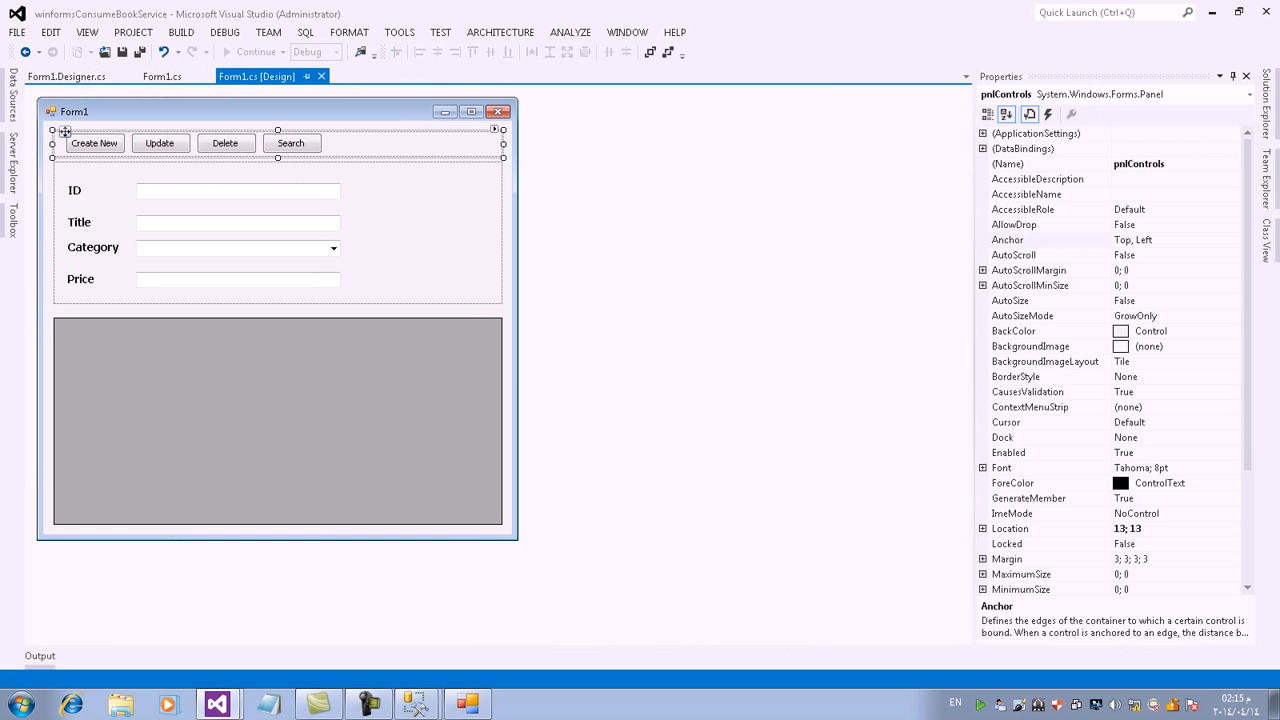 winformsConsumeBookService - Microsoft Visual Studio (Administrator)
Quick Launch (Ctrl+Q)
FILE EDIT VIEW PROJECT BUILD DEBUG TEAM SQL FORMAT TOOLS TEST ARCHITECTURE ANALYZE WINDOW HELP
Continue Debug
Form1.Designer.cs Form1.cs Form1.cs [Design]
Data Sources
Server Explorer
Toolbox
Form1
Create New Update Delete Search
ID
Title
Category
Price
Output
Properties
pnlControls System.Windows.Forms.Panel
(ApplicationSettings)
(DataBindings)
(Name) pnlControls
AccessibleDescription
AccessibleName
AccessibleRole Default
AllowDrop False
Anchor Top, Left
AutoScroll False
AutoScrollMargin 0; 0
AutoScrollMinSize 0; 0
AutoSize False
AutoSizeMode GrowOnly
BackColor Control
BackgroundImage (none)
BackgroundImageLayout Tile
BorderStyle None
CausesValidation True
ContextMenuStrip (none)
Cursor Default
Dock None
Enabled True
Font Tahoma; 8pt
ForeColor ControlText
GenerateMember True
ImeMode NoControl
Location 13; 13
Locked False
Margin 3; 3; 3; 3
MaximumSize 0; 0
MinimumSize 0; 0
Anchor
Defines the edges of the container to which a certain control is
bound. When a control is anchored to an edge, the distance b...
Solution Explorer
Team Explorer
Class View
EN
02:15 م
٢٠١٤/٠٤/١٤